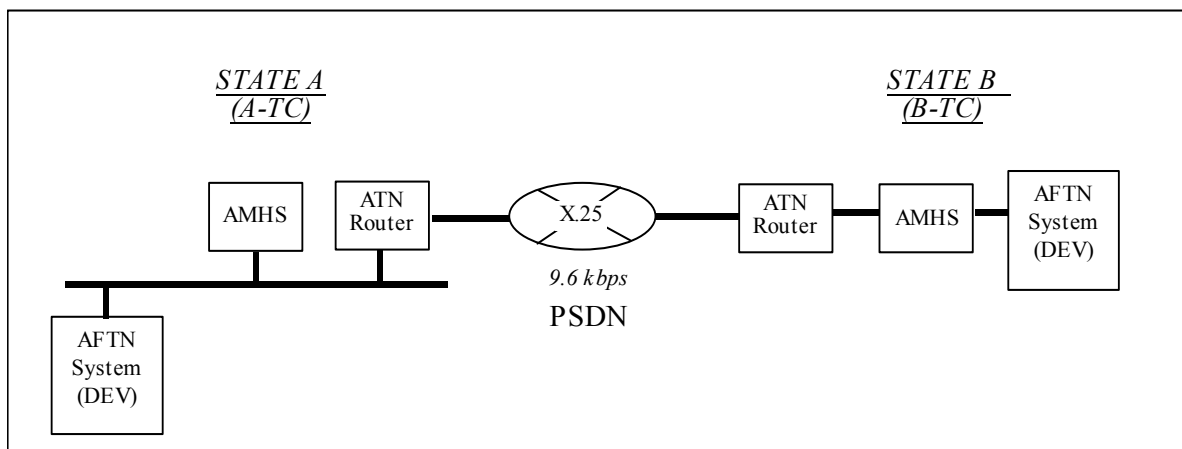 STATE A
(A-TC)
STATE B
(B-TC)
AMHS
ATN
Router
X.25
ATN
Router
AMHS
AFTN
System
(DEV)
9.6 kbps
PSDN
AFTN
System
(DEV)